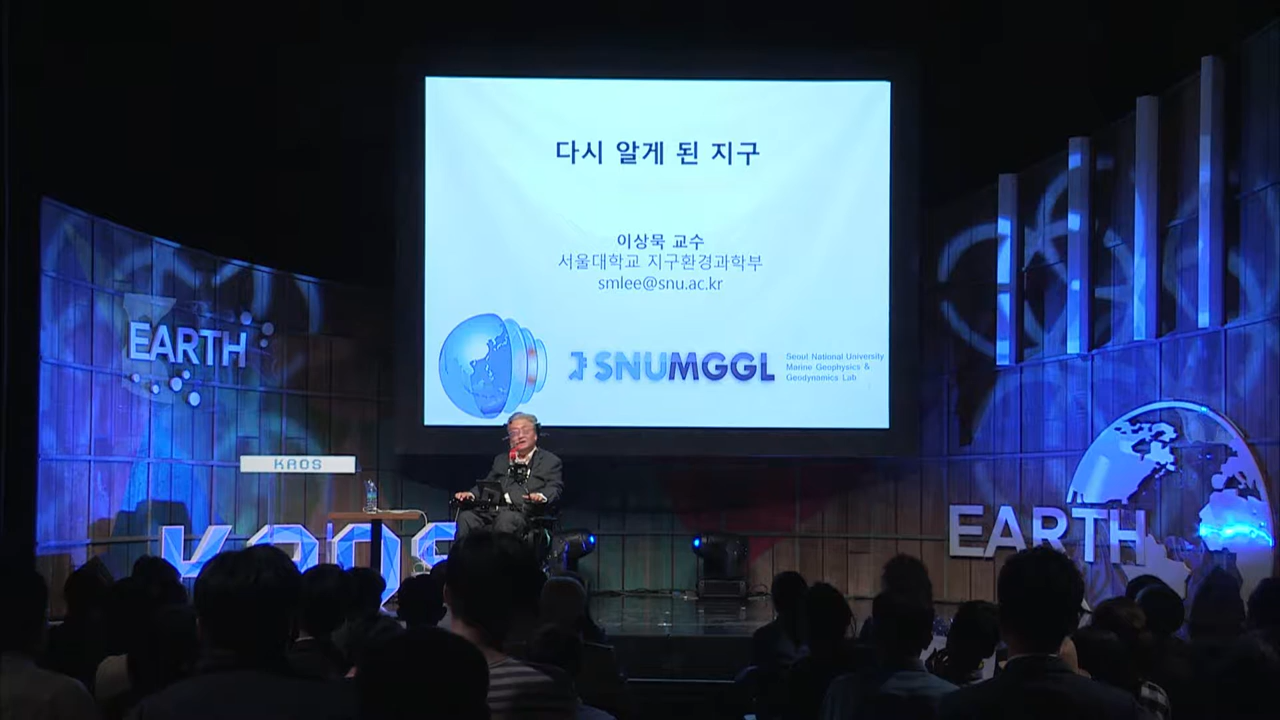 다시 알게 된 지구
이상묵 교수
서울대학교 지구환경과학부
smlee@snu.ac.kr
SNUMGGL
Seoul National University
Marine Geophysics &
Geodynamics Lab
EARTH
KAOS
KAOS
EARTH